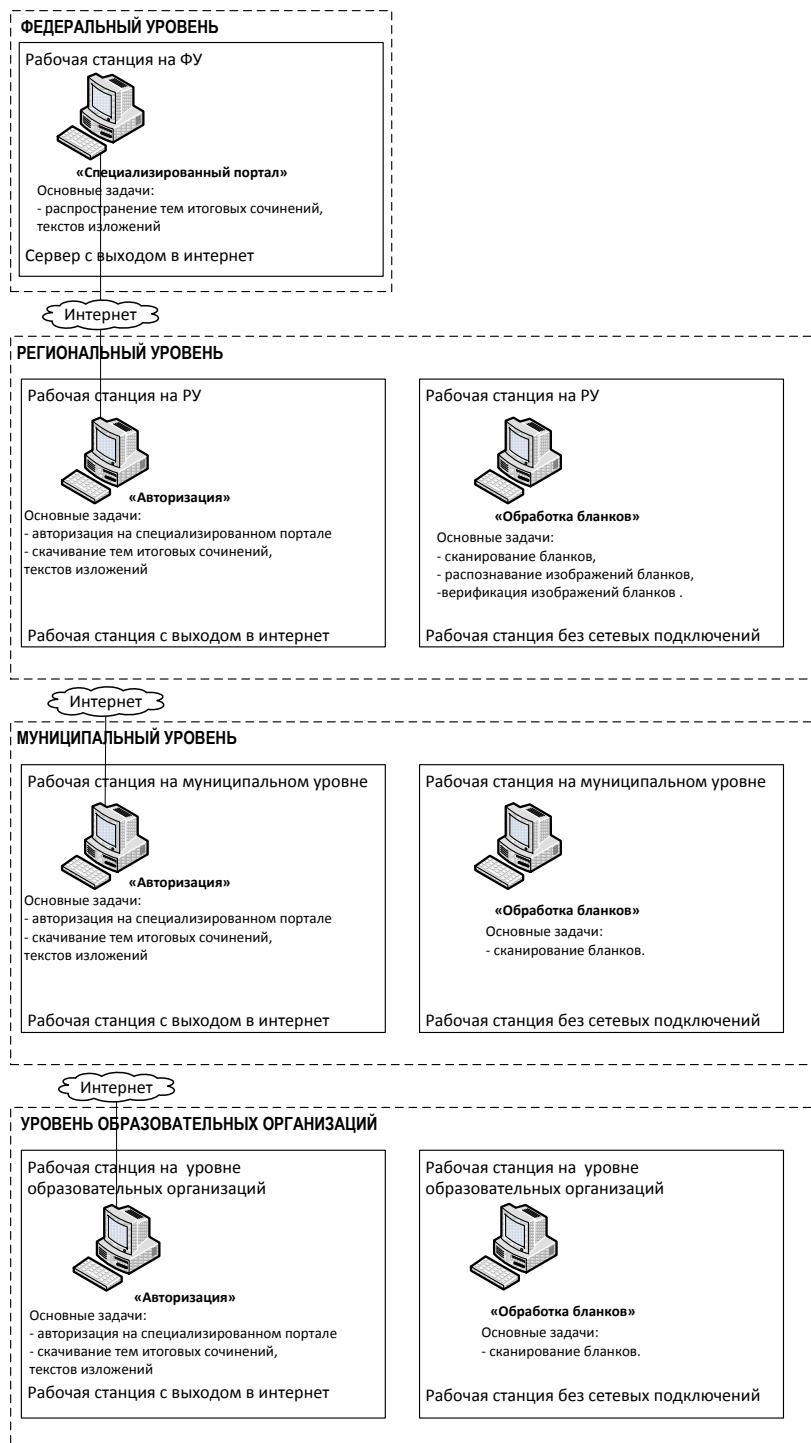 ФЕДЕРАЛЬНЫЙ УРОВЕНЬ
Рабочая станция на ФУ
«Специализированный портал»
Основные задачи:
- распространение тем итоговых сочинений,
текстов изложений
Сервер с выходом в интернет
Интернет
РЕГИОНАЛЬНЫЙ УРОВЕНЬ
Рабочая станция на РУ
«Авторизация»
Основные задачи:
- авторизация на специализированном портале
- скачивание тем итоговых сочинений,
текстов изложений
Рабочая станция с выходом в интернет
Рабочая станция на РУ
«Обработка бланков»
Основные задачи:
- сканирование бланков,
- распознавание изображений бланков,
-верификация изображений бланков .
Рабочая станция без сетевых подключений
Интернет
МУНИЦИПАЛЬНЫЙ УРОВЕНЬ
Рабочая станция на муниципальном уровне
«Авторизация»
Основные задачи:
- авторизация на специализированном портале
- скачивание тем итоговых сочинений,
текстов изложений
Рабочая станция с выходом в интернет
Рабочая станция на муниципальном уровне
«Обработка бланков»
Основные задачи:
- сканирование бланков.
Рабочая станция без сетевых подключений
Интернет
УРОВЕНЬ ОБРАЗОВАТЕЛЬНЫХ ОРГАНИЗАЦИЙ
Рабочая станция на  уровне
образовательных организаций
«Авторизация»
Основные задачи:
- авторизация на специализированном портале
- скачивание тем итоговых сочинений,
текстов изложений
Рабочая станция с выходом в интернет
Рабочая станция на  уровне
образовательных организаций
«Обработка бланков»
Основные задачи:
- сканирование бланков.
Рабочая станция без сетевых подключений